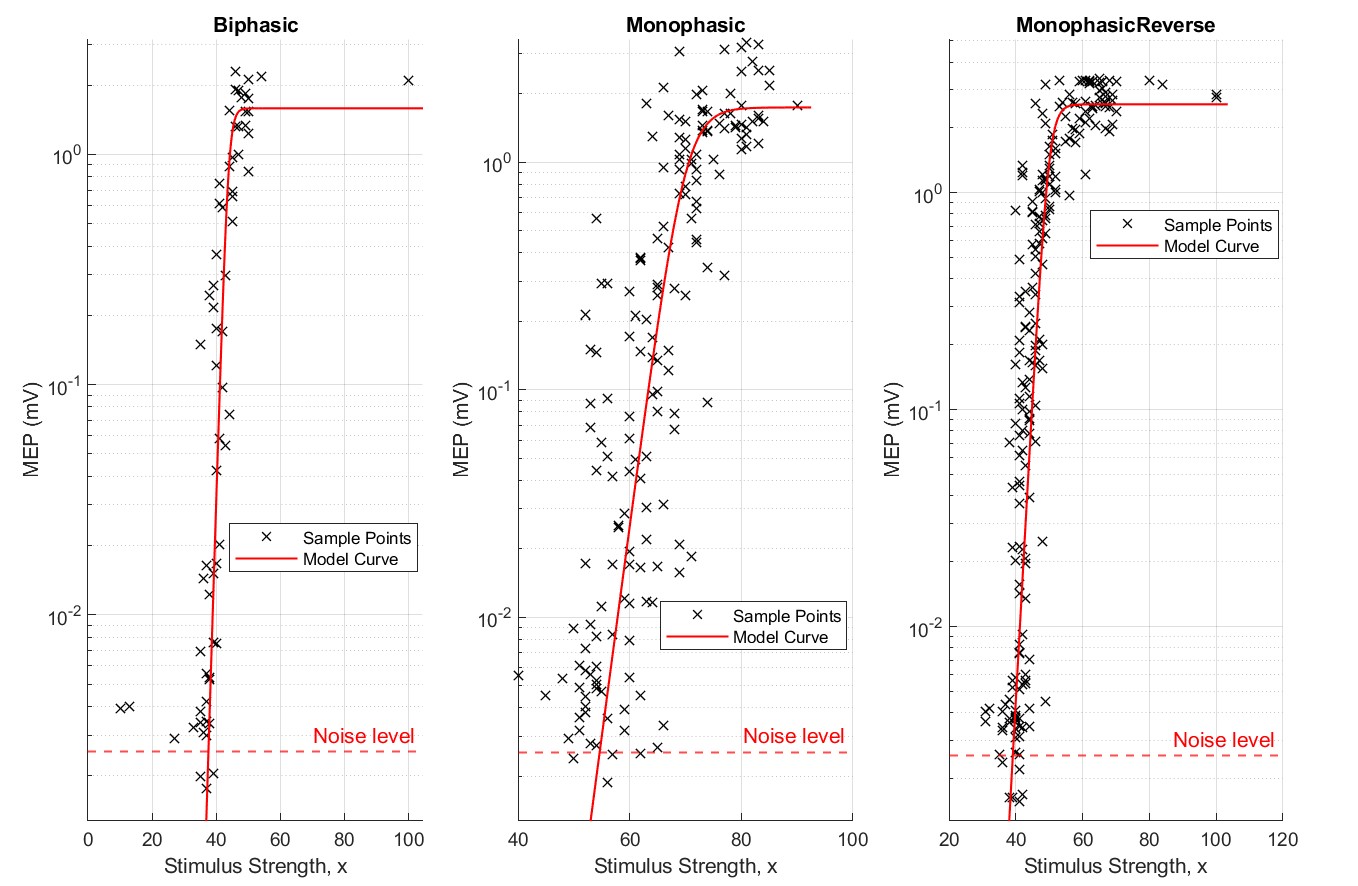 Biphasic
MEP (mV)
10^0
10^-1
10^-2
Sample Points
Model Curve
Noise level
0 20 40 60 80 100
Stimulus Strength, x
Monophasic
MEP (mV)
10^0
10^-1
10^-2
Sample Points
Model Curve
Noise level
40 60 80 100
Stimulus Strength, x
MonophasicReverse
MEP (mV)
10^0
10^-1
10^-2
Sample Points
Model Curve
Noise level
20 40 60 80 100 120
Stimulus Strength, x